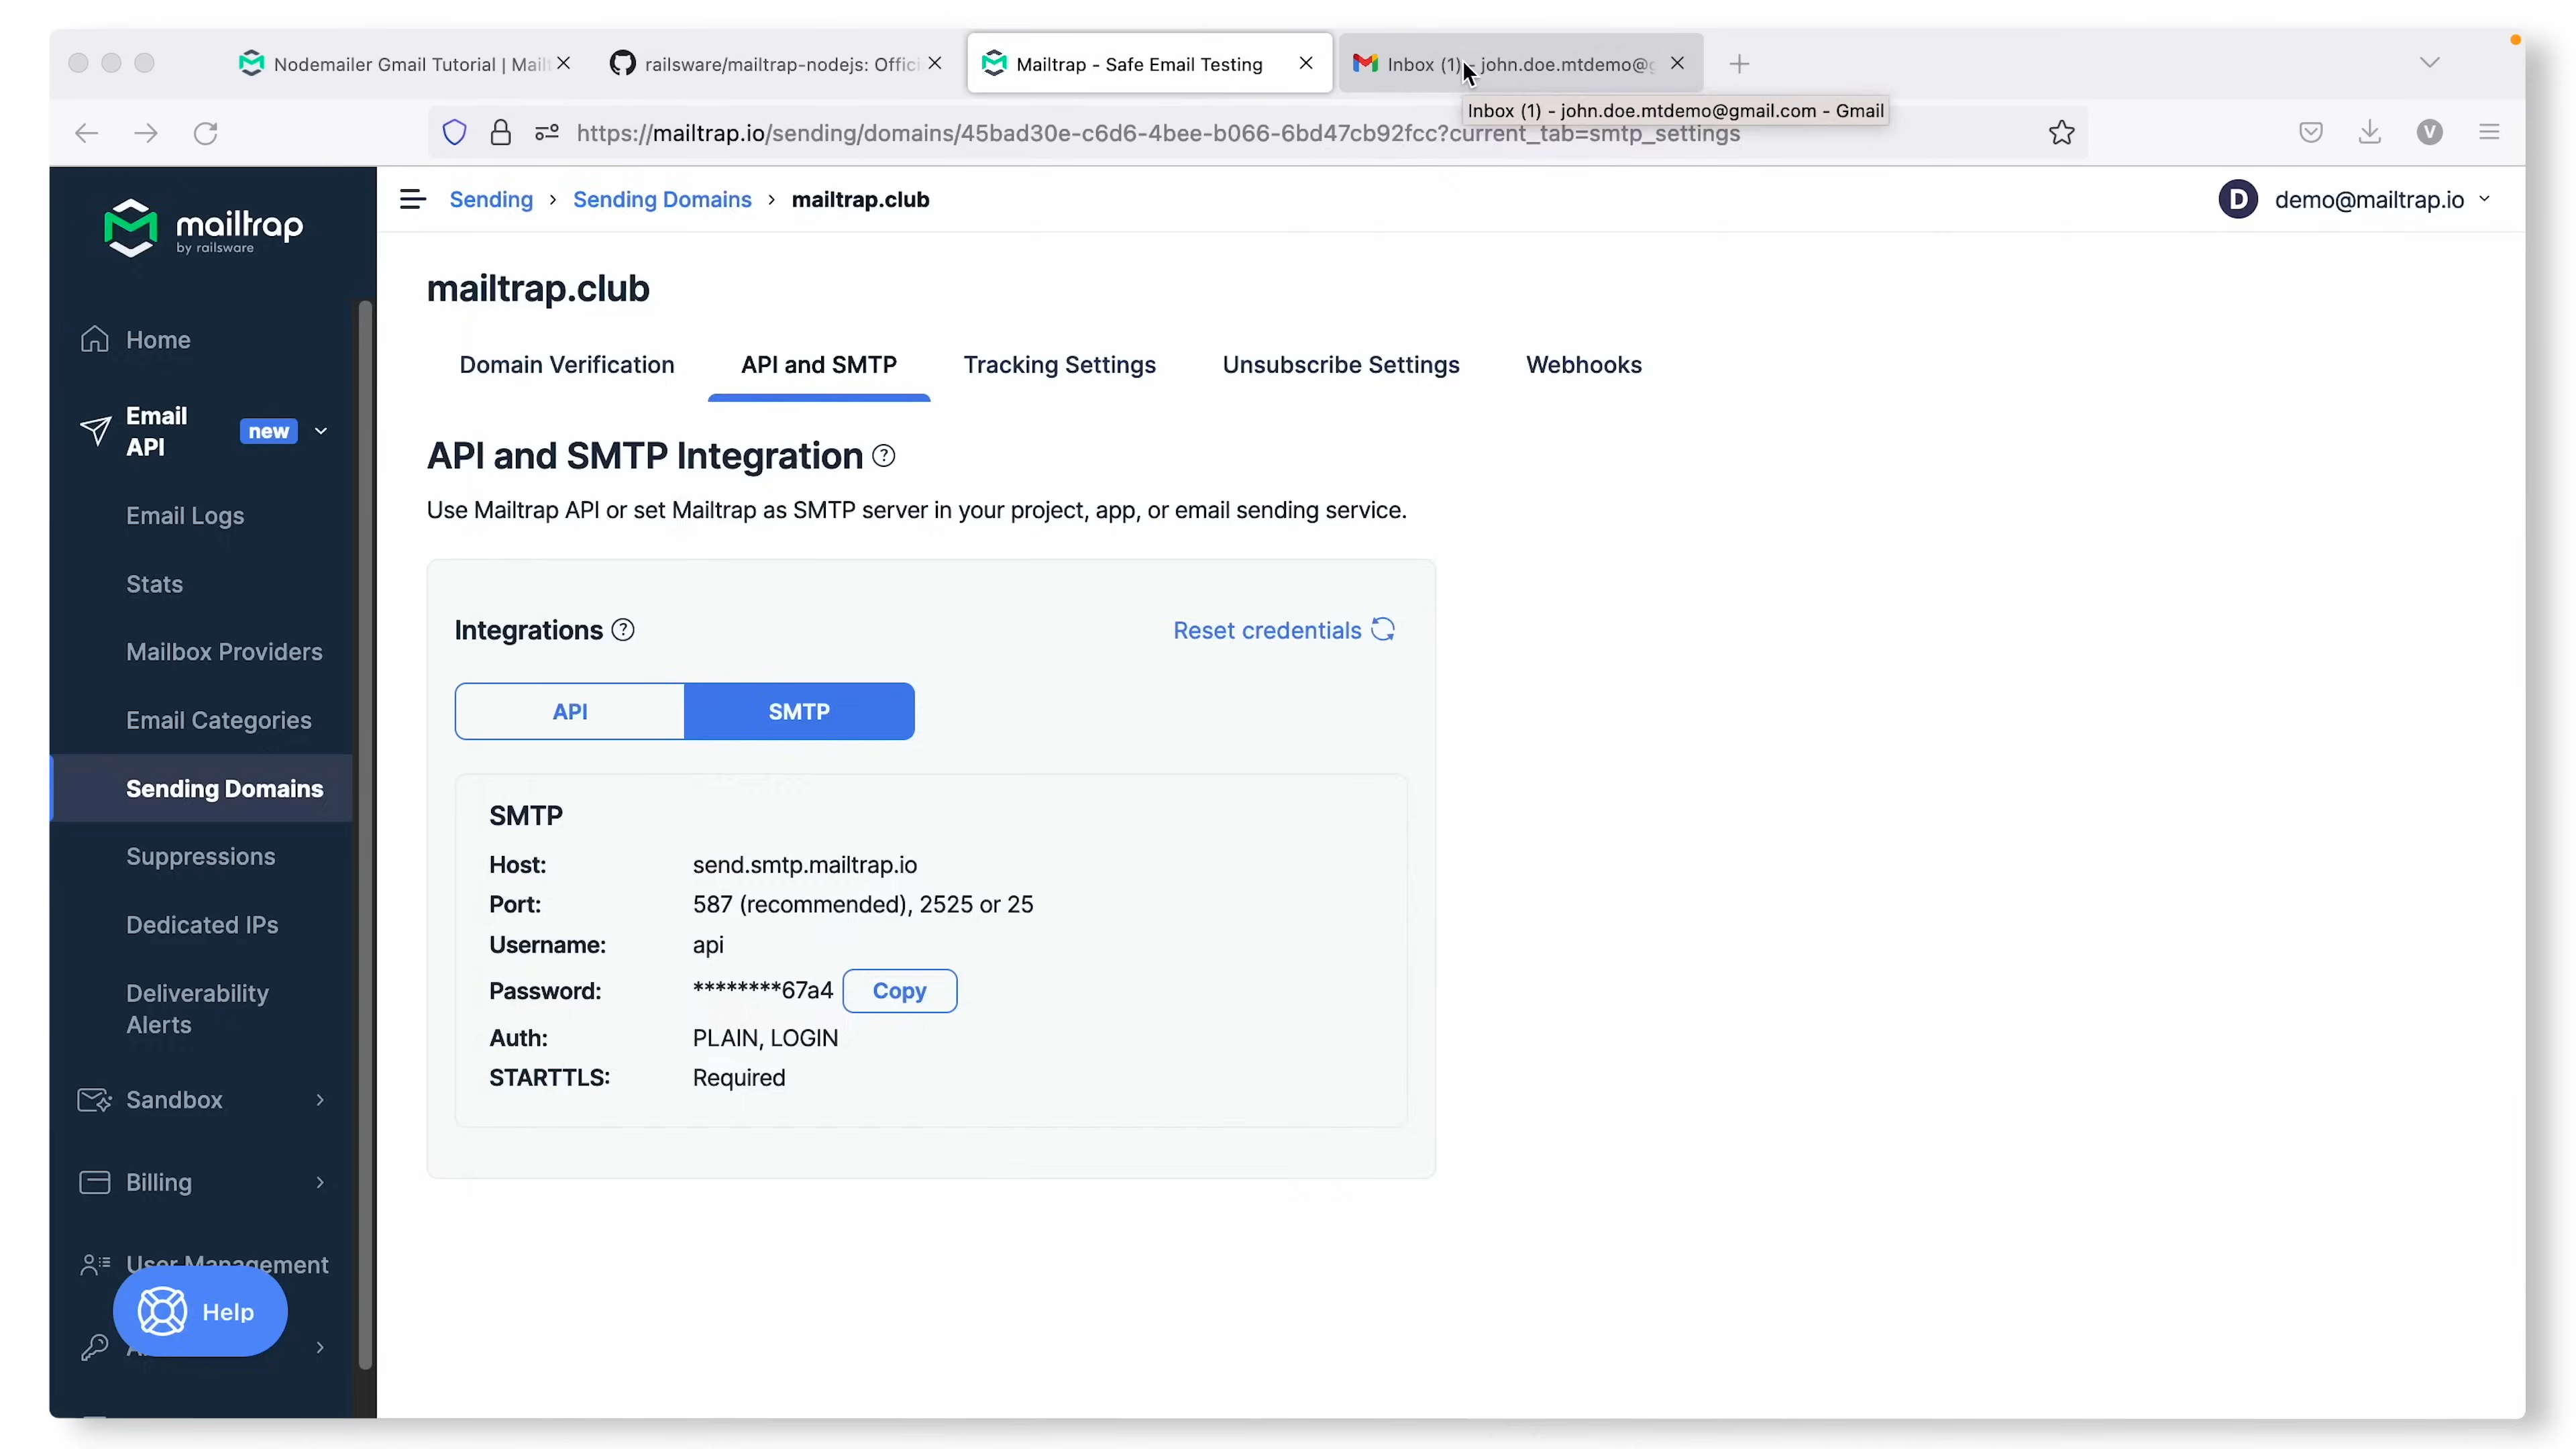 Nodemailer Gmail Tutorial | Mailt
railsware/mailtrap-nodejs: Offici
Mailtrap - Safe Email Testing
Inbox (1) - john.doe.mtdemo@g
Inbox (1) - john.doe.mtdemo@gmail.com - Gmail
https://mailtrap.io/sending/domains/45bad30e-c6d6-4bee-b066-6bd47cb92fcc?current_tab=smtp_settings
V
mailtrap
by railsware
Sending › Sending Domains › mailtrap.club
D demo@mailtrap.io
Home
Email API new
Email Logs
Stats
Mailbox Providers
Email Categories
Sending Domains
Suppressions
Dedicated IPs
Deliverability
Alerts
Sandbox
Billing
User Management
Help
mailtrap.club
Domain Verification API and SMTP Tracking Settings Unsubscribe Settings Webhooks
API and SMTP Integration ?
Use Mailtrap API or set Mailtrap as SMTP server in your project, app, or email sending service.
Integrations ? Reset credentials
API SMTP
SMTP
Host: send.smtp.mailtrap.io
Port: 587 (recommended), 2525 or 25
Username: api
Password: ********67a4 Copy
Auth: PLAIN, LOGIN
STARTTLS: Required